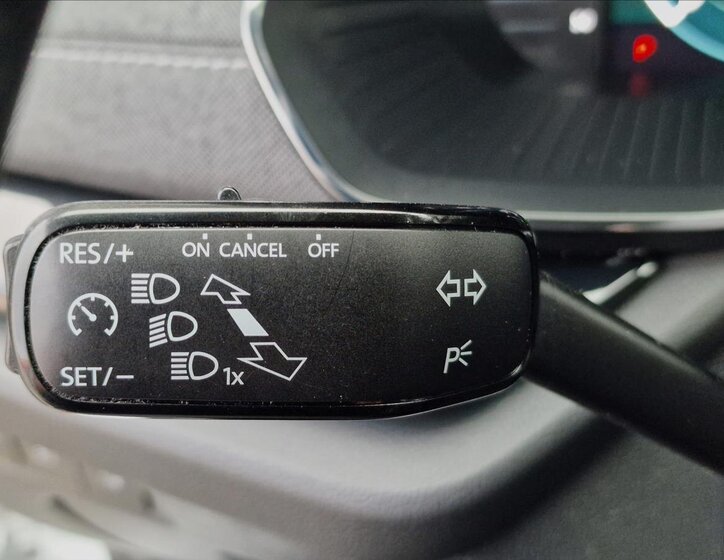 RES/+ ON CANCEL OFF
1x
P
SET/-